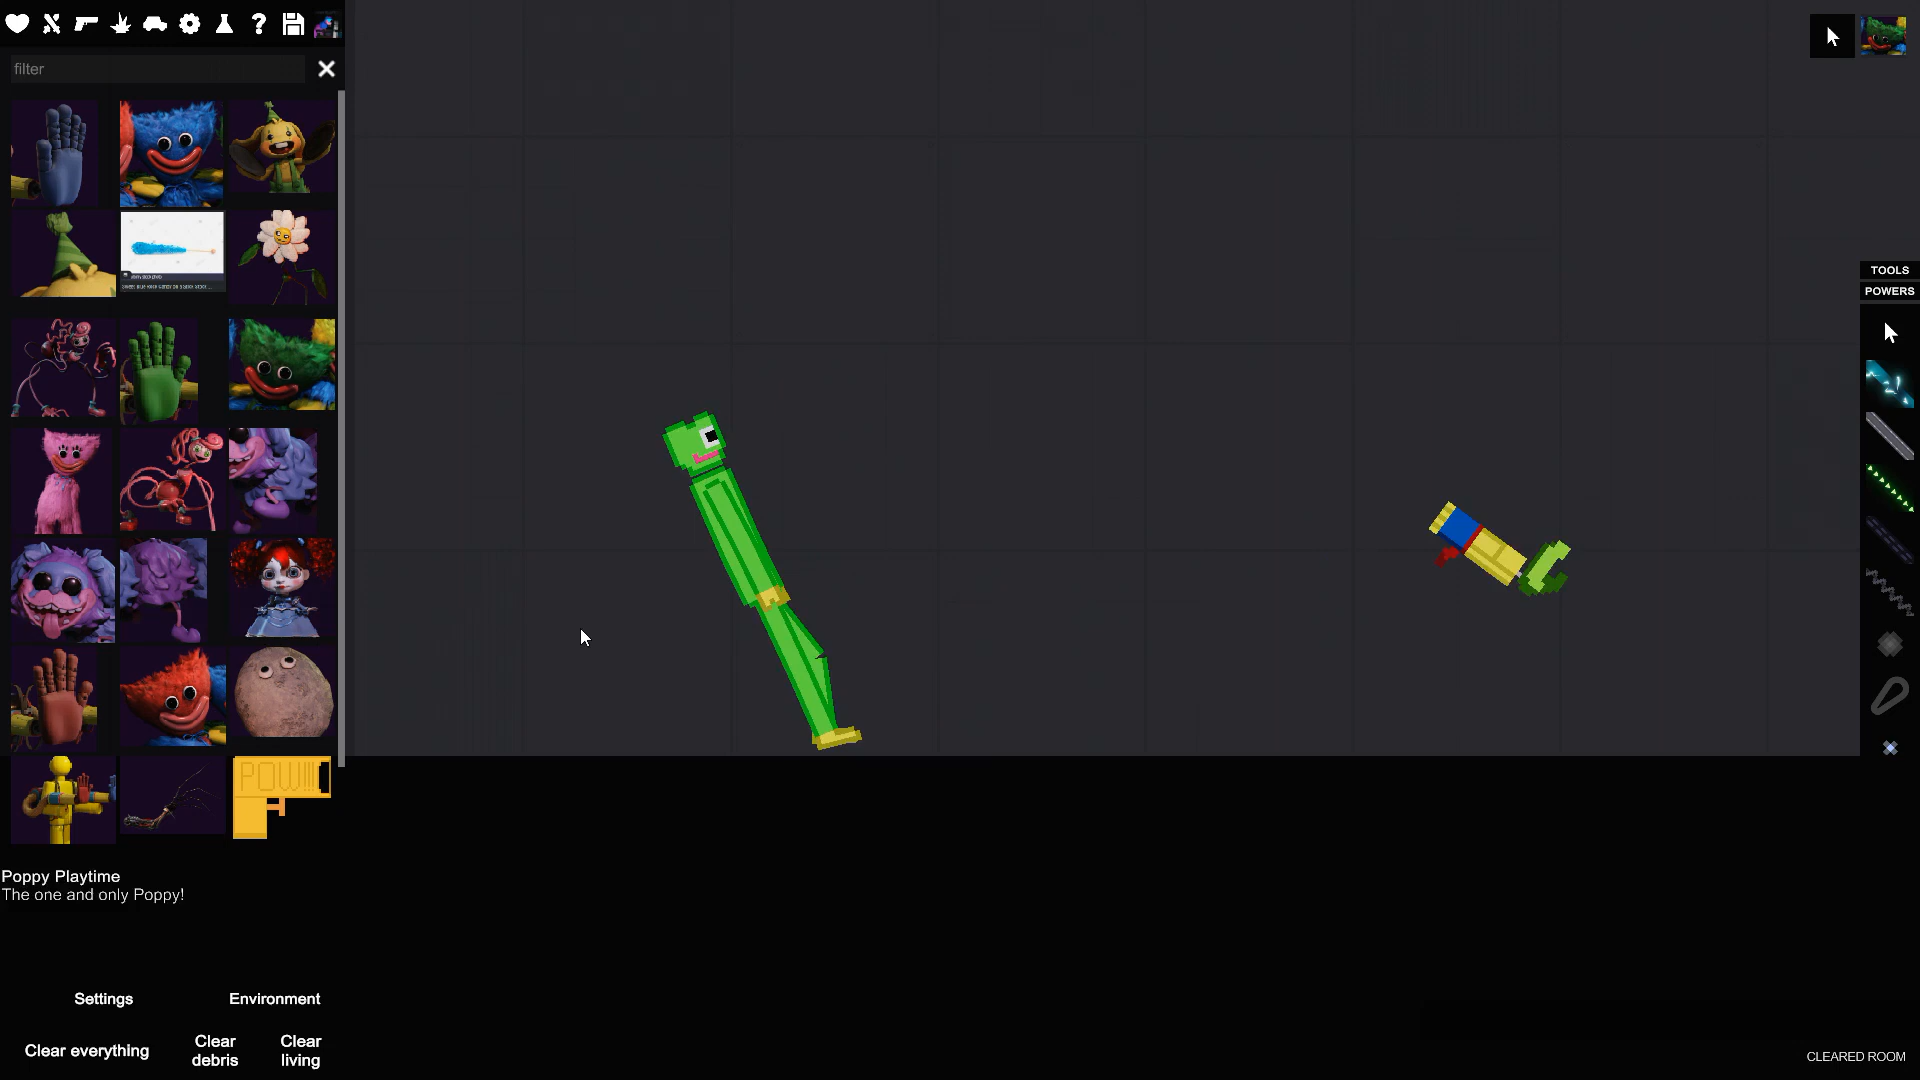 filter
POW!!!
TOOLS
POWERS
Poppy Playtime
The one and only Poppy!
Settings
Environment
Clear everything
Clear
debris
Clear
living
CLEARED ROOM